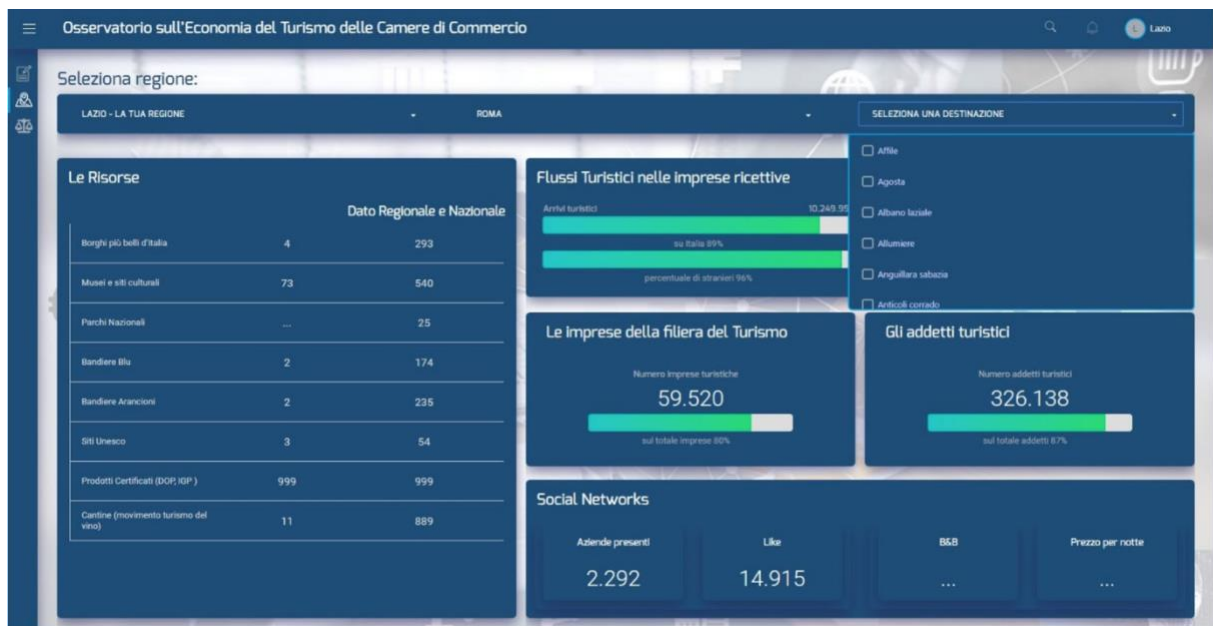 Osservatorio sull'Economia del Turismo delle Camere di Commercio
L
Lazio
Seleziona regione:
LAZIO - LA TUA REGIONE
ROMA
SELEZIONA UNA DESTINAZIONE
Affile
Agosta
Albano laziale
Allumiere
Anguillara sabazia
Anticoli corrado
Le Risorse
Dato Regionale e Nazionale
Borghi più belli d'Italia 4 293
Musei e siti culturali 73 540
Parchi Nazionali ... 25
Bandiere Blu 2 174
Bandiere Arancioni 2 235
Siti Unesco 3 54
Prodotti Certificati (DOP, IGP ) 999 999
Cantine (movimento turismo del
vino) 11 889
Flussi Turistici nelle imprese ricettive
Arrivi turistici 10.249.95
su Italia 89%
percentuale di stranieri 96%
Le imprese della filiera del Turismo
Numero imprese turistiche
59.520
sul totale imprese 80%
Gli addetti turistici
Numero addetti turistici
326.138
sul totale addetti 87%
Social Networks
Aziende presenti Like B&B Prezzo per notte
2.292 14.915 ... ...